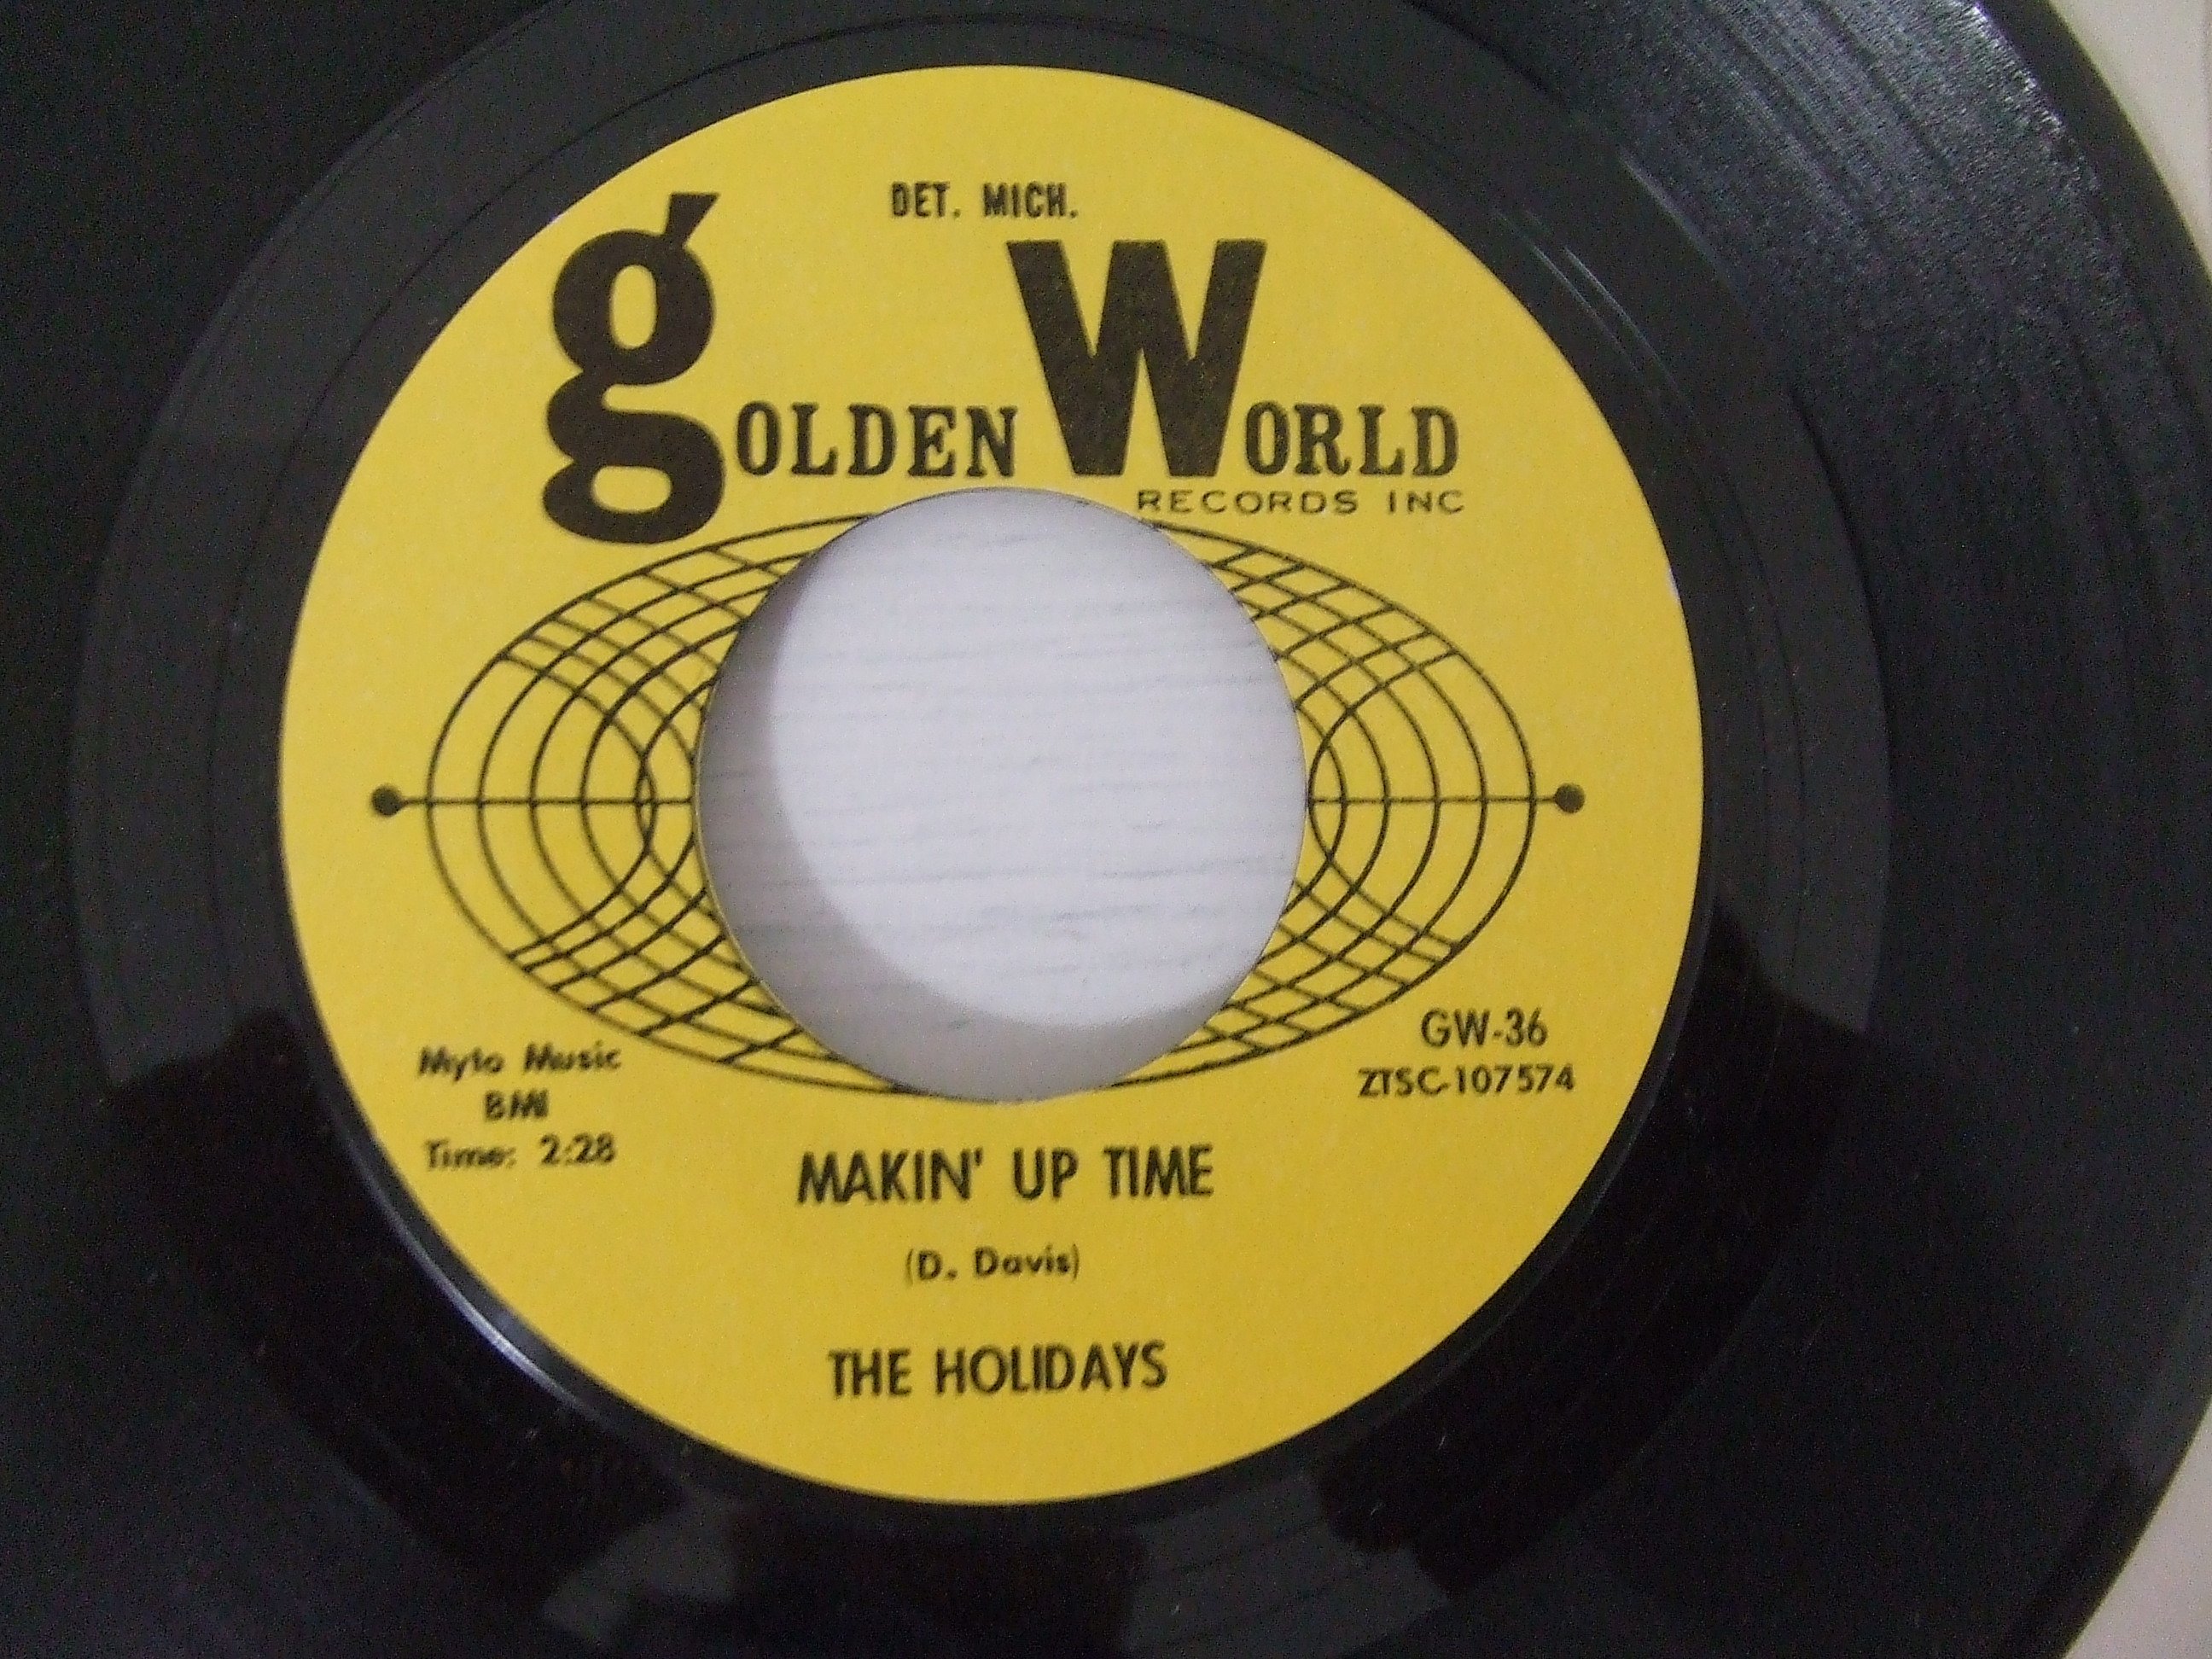 DET. MICH.
gOLDEN WORLD
RECORDS INC
GW-36
ZTSC-107574
Myto Music
BMI
Time: 2:28
MAKIN' UP TIME
(D. Davis)
THE HOLIDAYS